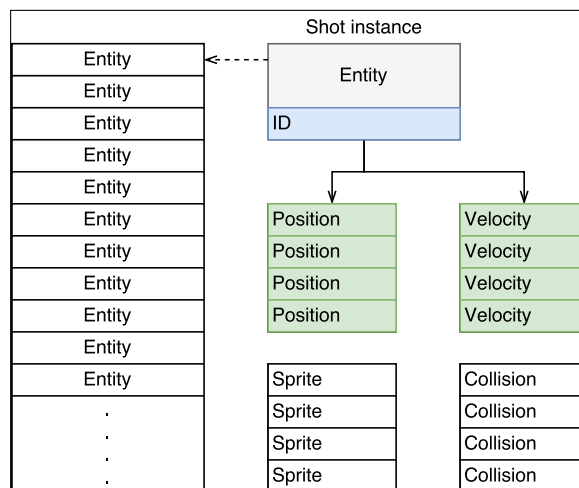 Shot instance
Entity
Entity
Entity
Entity
Entity
Entity
Entity
Entity
Entity
Entity
Entity
.
.
.
.
Entity
ID
Position
Position
Position
Position
Velocity
Velocity
Velocity
Velocity
Sprite
Sprite
Sprite
Sprite
Collision
Collision
Collision
Collision